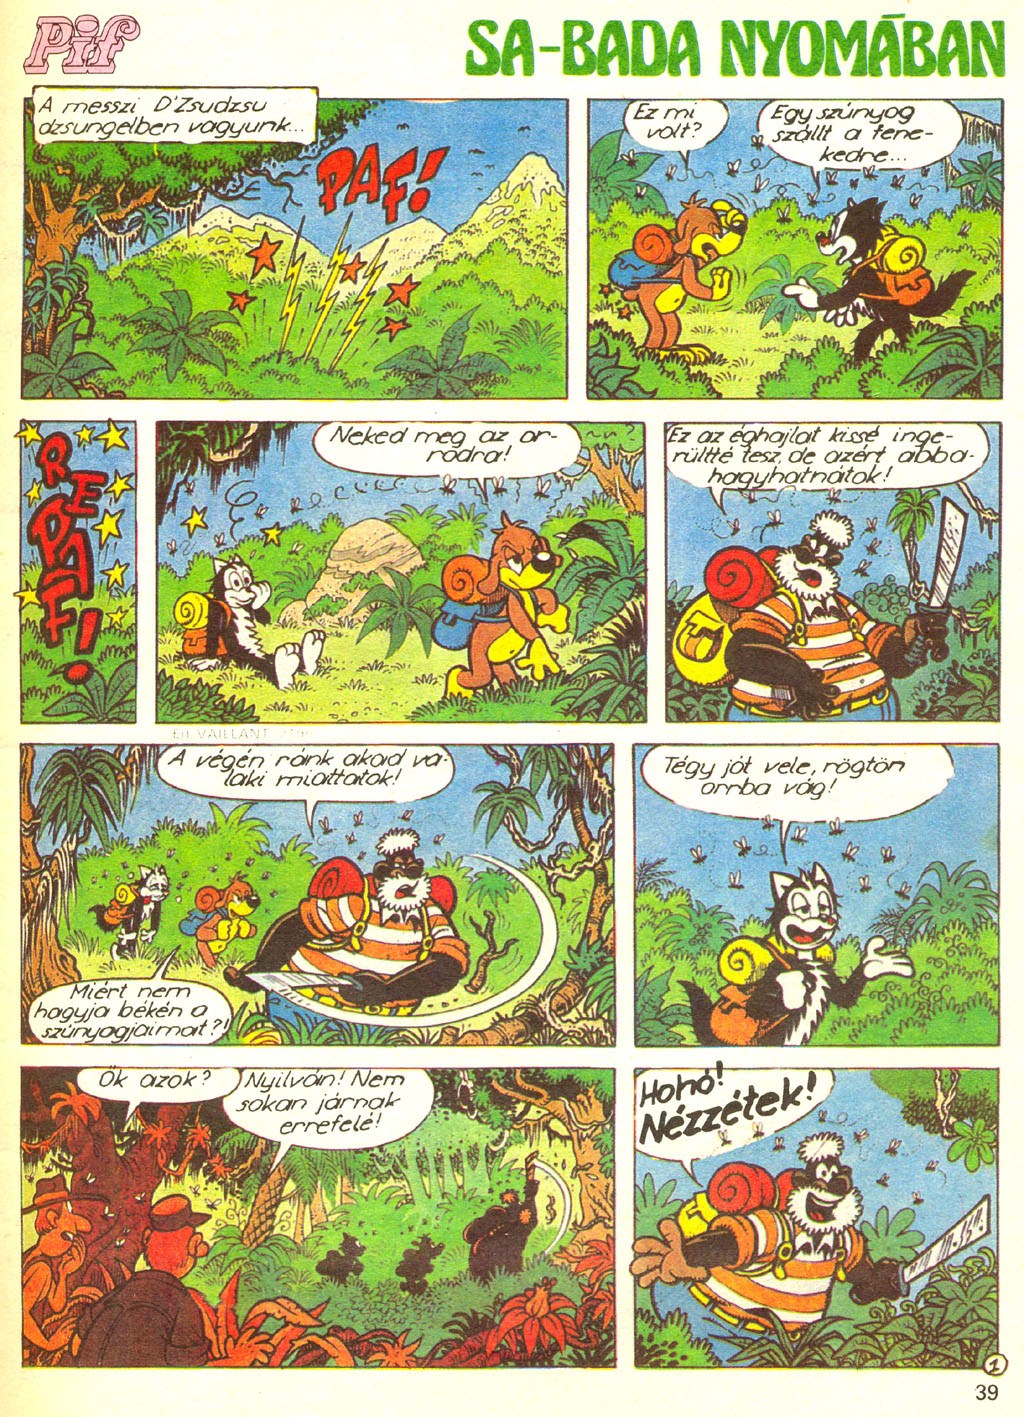 Pif
SA-BADA NYOMÁBAN
A messzi D'Zsudzsu
dzsungelben vagyunk...
PAF!
Ez mi
volt?
Egy szúnyog
szállt a fene-
kedre...
REPAF!
Neked meg az or-
rodra!
Ez az éghajlat kissé inge-
rültté tesz, de azért abba-
hagyhatnátok!
Ed. VAILLANT
A végén ránk akad va-
laki miattatok!
Miért nem
hagyja békén a
szúnyogjaimat?!
Tégy jót vele, rögtön
orrba vág!
Ők azok?
Nyilván! Nem
sokan járnak
errefelé!
Hohó!
Nézzétek!
1
39